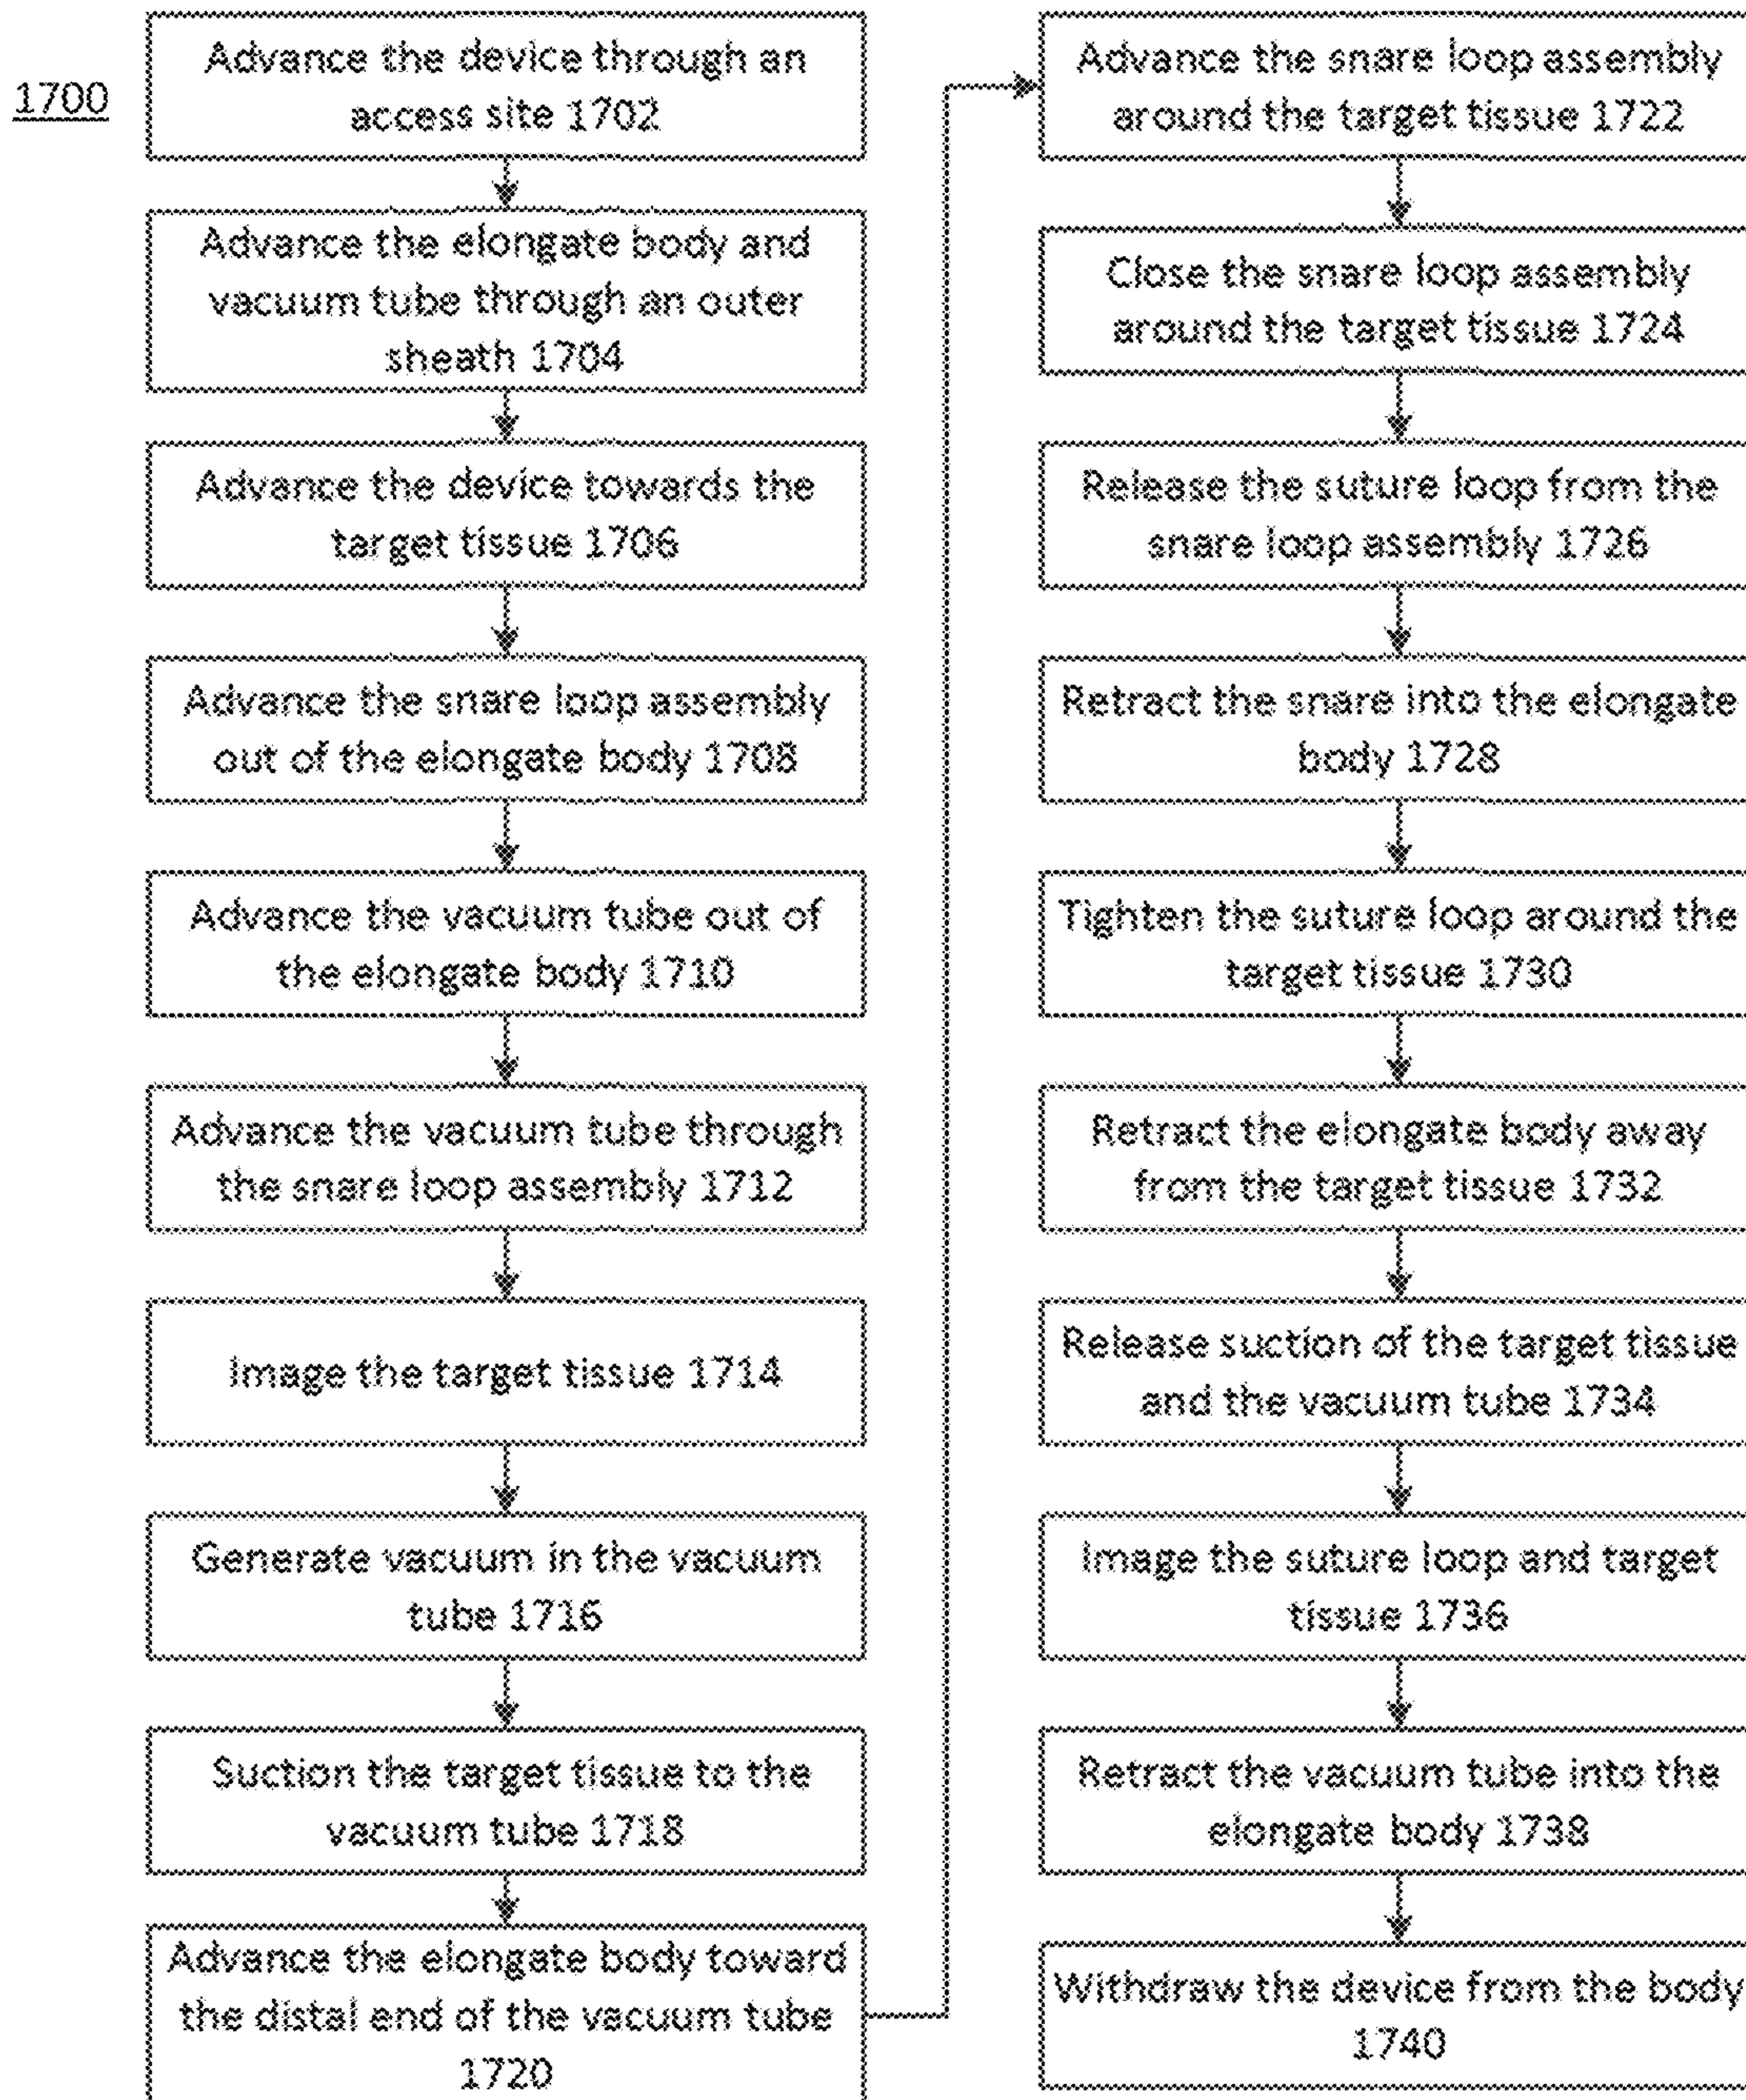 1700
Advance the device through an
access site 1702
Advance the elongate body and
vacuum tube through an outer
sheath 1704
Advance the device towards the
target tissue 1706
Advance the snare loop assembly
out of the elongate body 1708
Advance the vacuum tube out of
the elongate body 1710
Advance the vacuum tube through
the snare loop assembly 1712
Image the target tissue 1714
Generate vacuum in the vacuum
tube 1716
Suction the target tissue to the
vacuum tube 1718
Advance the elongate body toward
the distal end of the vacuum tube
1720
Advance the snare loop assembly
around the target tissue 1722
Close the snare loop assembly
around the target tissue 1724
Release the suture loop from the
snare loop assembly 1726
Retract the snare into the elongate
body 1728
Tighten the suture loop around the
target tissue 1730
Retract the elongate body away
from the target tissue 1732
Release suction of the target tissue
and the vacuum tube 1734
Image the suture loop and target
tissue 1736
Retract the vacuum tube into the
elongate body 1738
Withdraw the device from the body
1740